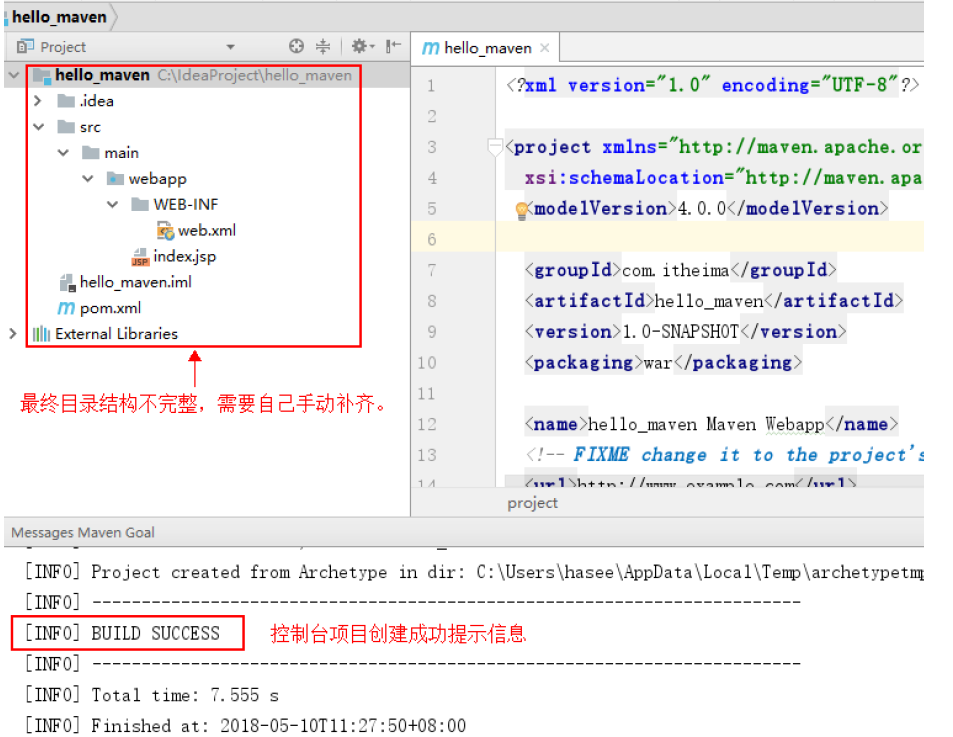 hello_maven
Project
hello_maven C:\IdeaProject\hello_maven
.idea
src
main
webapp
WEB-INF
web.xml
index.jsp
hello_maven.iml
pom.xml
External Libraries
最终目录结构不完整，需要自己手动补齐。
hello_maven
1 <?xml version="1.0" encoding="UTF-8"?>
2
3 <project xmlns="http://maven.apache.or
4 xsi:schemaLocation="http://maven.apa
5 <modelVersion>4.0.0</modelVersion>
6
7 <groupId>com.itheima</groupId>
8 <artifactId>hello_maven</artifactId>
9 <version>1.0-SNAPSHOT</version>
10 <packaging>war</packaging>
11
12 <name>hello_maven Maven Webapp</name>
13 <!-- FIXME change it to the project's
14 <url>http://www.example.com</url>
project
Messages Maven Goal
[INFO] Project created from Archetype in dir: C:\Users\hasee\AppData\Local\Temp\archetypetmp
[INFO] ------------------------------------------------------------------------
[INFO] BUILD SUCCESS 控制台项目创建成功提示信息
[INFO] ------------------------------------------------------------------------
[INFO] Total time: 7.555 s
[INFO] Finished at: 2018-05-10T11:27:50+08:00